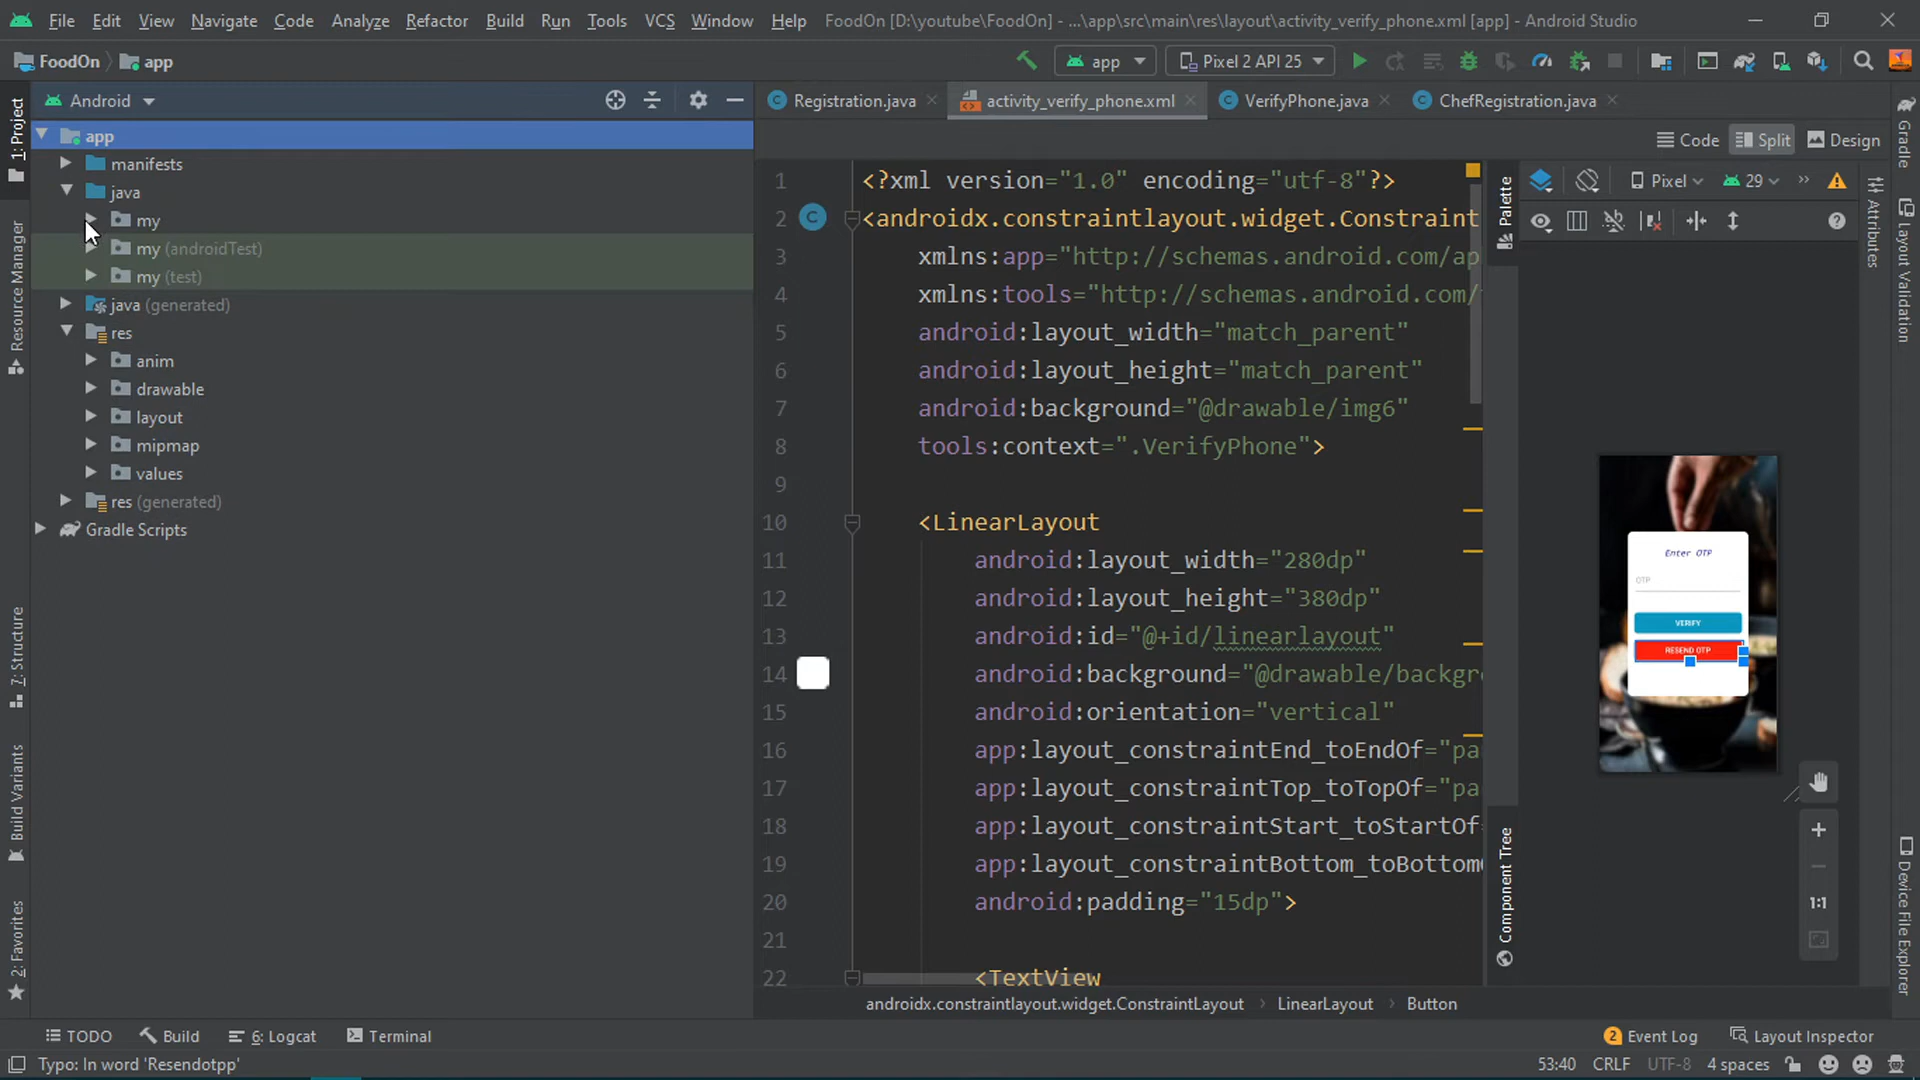 File Edit View Navigate Code Analyze Refactor Build Run Tools VCS Window Help FoodOn [D:\youtube\FoodOn] - ...\app\src\main\res\layout\activity_verify_phone.xml [app] - Android Studio
FoodOn app app Pixel 2 API 25
Android Registration.java activity_verify_phone.xml VerifyPhone.java ChefRegistration.java
Code Split Design
1: Project
Resource Manager
7: Structure
Build Variants
2: Favorites
app
manifests
java
my
my (androidTest)
my (test)
java (generated)
res
anim
drawable
layout
mipmap
values
res (generated)
Gradle Scripts
1 <?xml version="1.0" encoding="utf-8"?>
2 <androidx.constraintlayout.widget.Constraint
3 xmlns:app="http://schemas.android.com/ap
4 xmlns:tools="http://schemas.android.com/
5 android:layout_width="match_parent"
6 android:layout_height="match_parent"
7 android:background="@drawable/img6"
8 tools:context=".VerifyPhone">
9
10 <LinearLayout
11 android:layout_width="280dp"
12 android:layout_height="380dp"
13 android:id="@+id/linearlayout"
14 android:background="@drawable/backgr
15 android:orientation="vertical"
16 app:layout_constraintEnd_toEndOf="pa
17 app:layout_constraintTop_toTopOf="pa
18 app:layout_constraintStart_toStartOf
19 app:layout_constraintBottom_toBottom
20 android:padding="15dp">
21
22 <TextView
Palette
Component Tree
Pixel 29
Enter OTP
OTP
VERIFY
RESEND OTP
1:1
Attributes
Gradle
Layout Validation
Device File Explorer
androidx.constraintlayout.widget.ConstraintLayout LinearLayout Button
TODO Build 6: Logcat Terminal 2 Event Log Layout Inspector
Typo: In word 'Resendotpp' 53:40 CRLF UTF-8 4 spaces